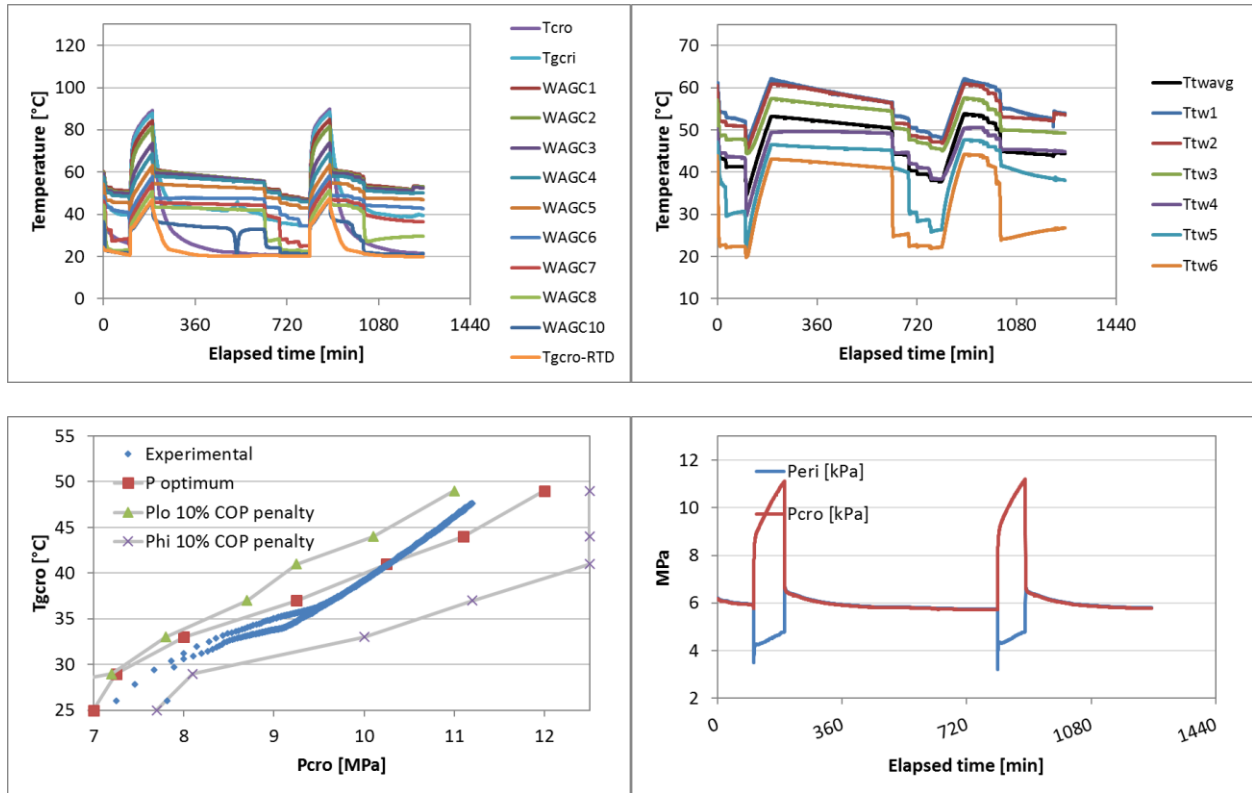 120
100
80
60
40
20
0
Temperature [°C]
0 360 720 1080 1440
Elapsed time [min]
Tcro
Tgcri
WAGC1
WAGC2
WAGC3
WAGC4
WAGC5
WAGC6
WAGC7
WAGC8
WAGC10
Tgcro-RTD
70
60
50
40
30
20
10
Temperature [°C]
0 360 720 1080 1440
Elapsed time [min]
Ttwavg
Ttw1
Ttw2
Ttw3
Ttw4
Ttw5
Ttw6
55
50
45
40
35
30
25
Tgcro [°C]
Experimental
P optimum
Plo 10% COP penalty
Phi 10% COP penalty
7 8 9 10 11 12
Pcro [MPa]
12
10
8
6
4
2
MPa
Peri [kPa]
Pcro [kPa]
0 360 720 1080 1440
Elapsed time [min]